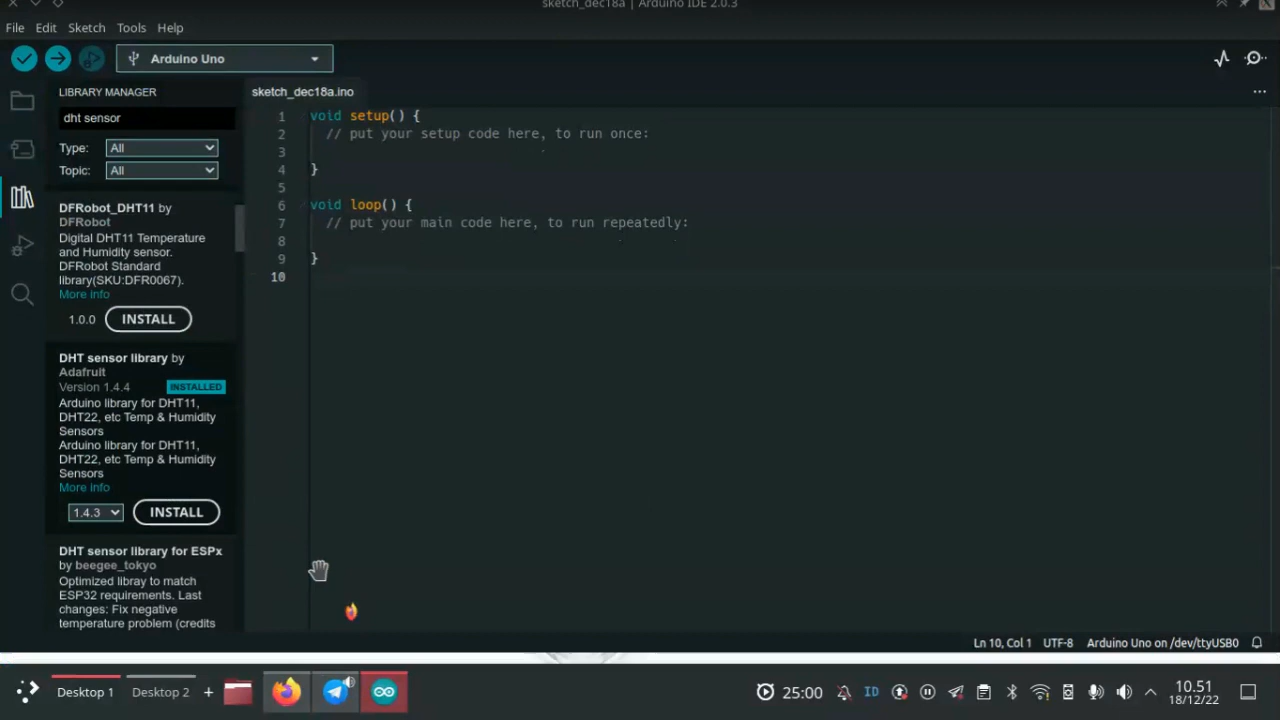 sketch_dec18a | Arduino IDE 2.0.3
File Edit Sketch Tools Help
Arduino Uno
LIBRARY MANAGER
dht sensor
Type: All
Topic: All
DFRobot_DHT11 by
DFRobot
Digital DHT11 Temperature
and Humidity sensor.
DFRobot Standard
library(SKU:DFR0067).
More info
1.0.0 INSTALL
DHT sensor library by
Adafruit
Version 1.4.4 INSTALLED
Arduino library for DHT11,
DHT22, etc Temp & Humidity
Sensors
Arduino library for DHT11,
DHT22, etc Temp & Humidity
Sensors
More info
1.4.3 INSTALL
DHT sensor library for ESPx
by beegee_tokyo
Optimized libray to match
ESP32 requirements. Last
changes: Fix negative
temperature problem (credits
sketch_dec18a.ino
1 void setup() {
2 // put your setup code here, to run once:
3
4 }
5
6 void loop() {
7 // put your main code here, to run repeatedly:
8
9 }
10
Ln 10, Col 1 UTF-8 Arduino Uno on /dev/ttyUSB0
Desktop 1 Desktop 2 + 25:00 ID 10.51
18/12/22